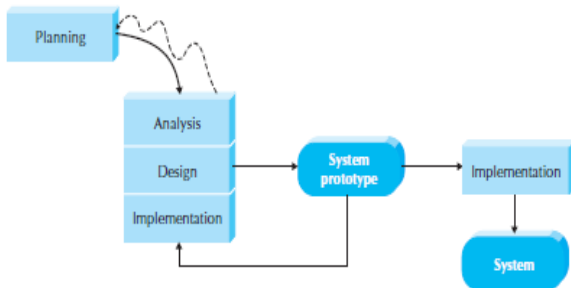 Planning
Analysis
Design
Implementation
System
prototype
Implementation
System